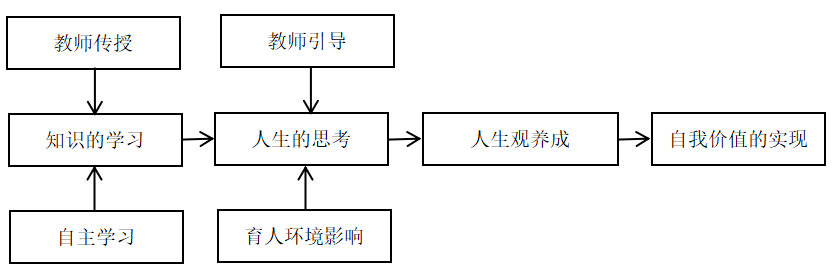 教师传授
教师引导
知识的学习
人生的思考
人生观养成
自我价值的实现
自主学习
育人环境影响